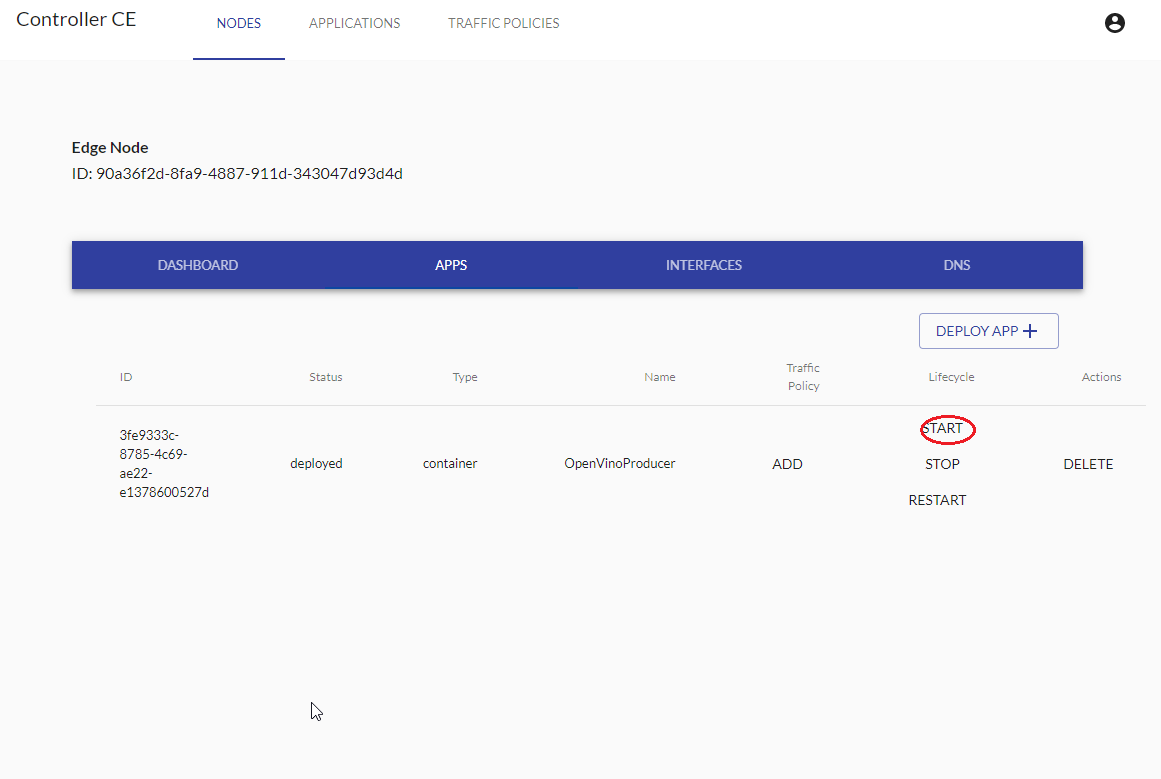 Controller CE
NODES
APPLICATIONS
TRAFFIC POLICIES
Edge Node
ID: 90a36f2d-8fa9-4887-911d-343047d93d4d
DASHBOARD
APPS
INTERFACES
DNS
DEPLOY APP
ID
Status
Type
Name
Traffic
Policy
Lifecycle
Actions
3fe9333c-
8785-4c69-
ae22-
e1378600527d
deployed
container
OpenVinoProducer
ADD
START
STOP
RESTART
DELETE